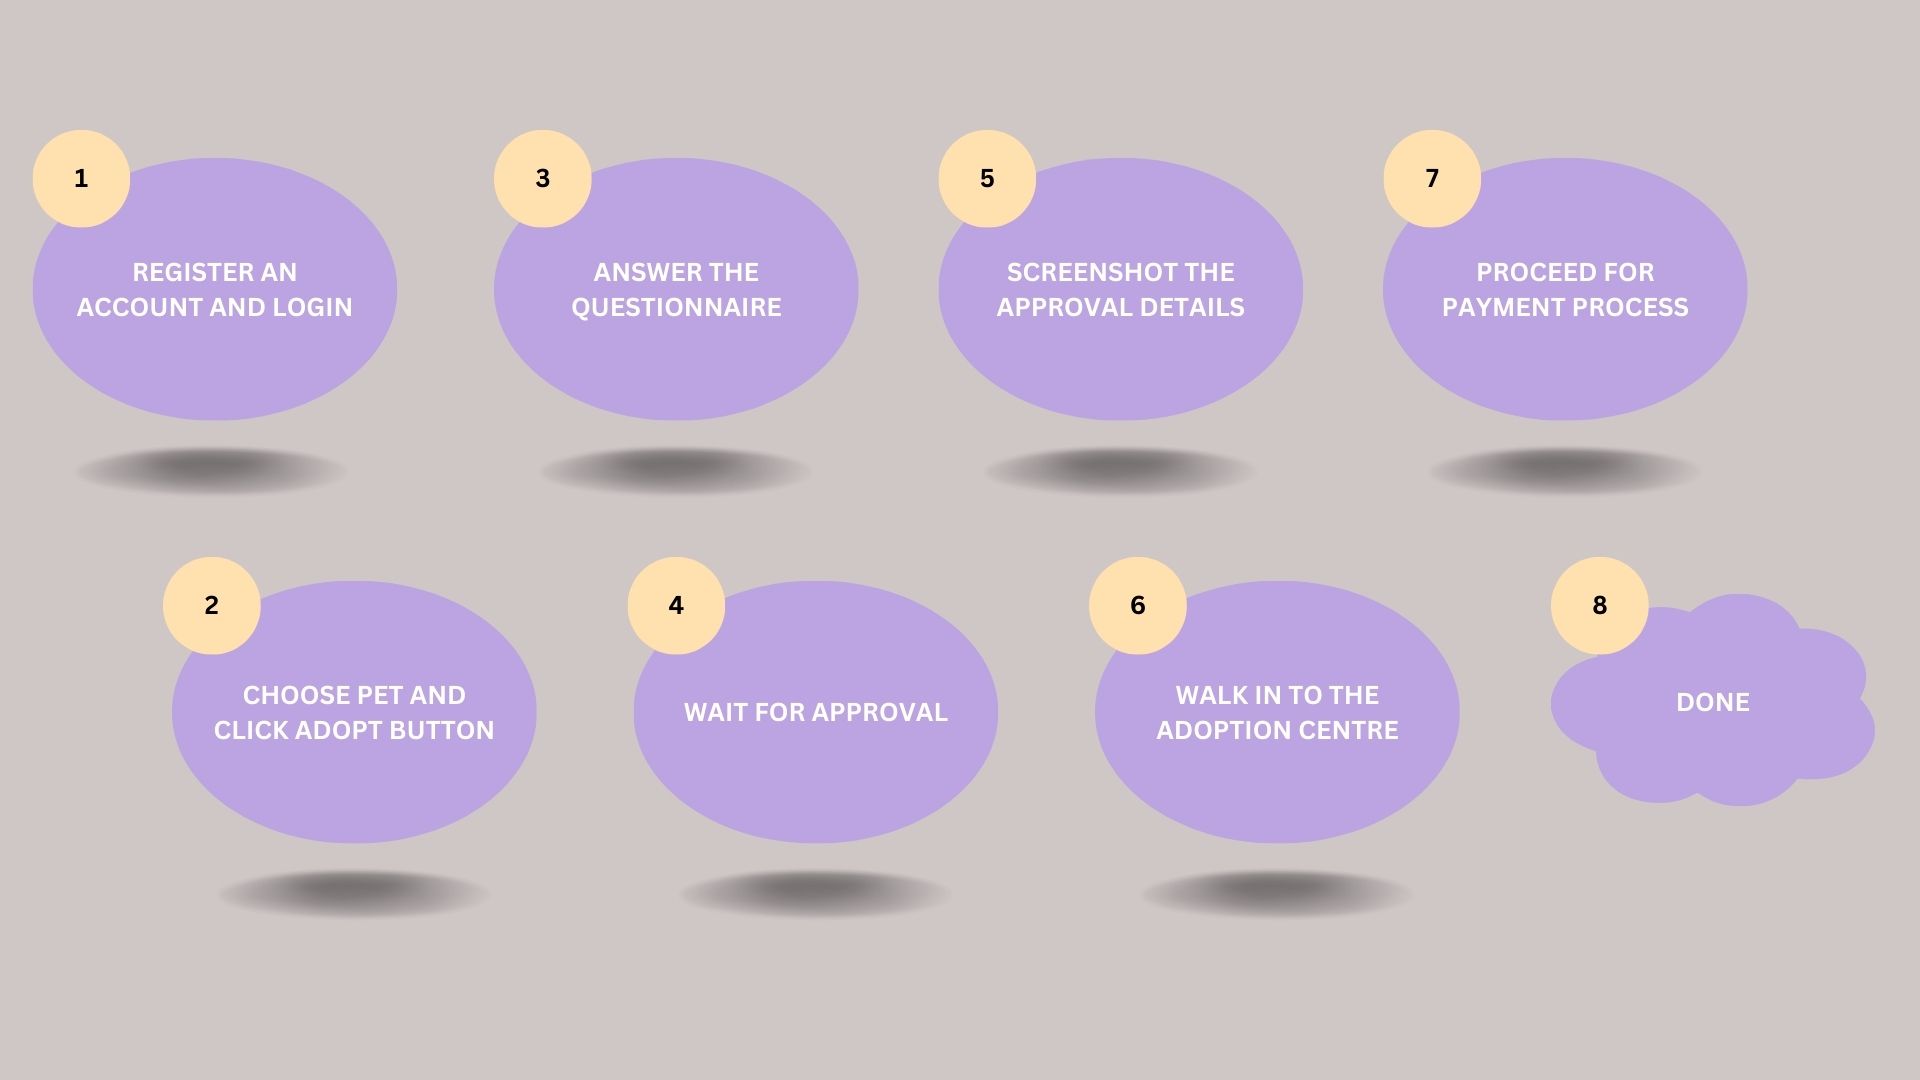 1
REGISTER AN
ACCOUNT AND LOGIN
2
CHOOSE PET AND
CLICK ADOPT BUTTON
3
ANSWER THE
QUESTIONNAIRE
4
WAIT FOR APPROVAL
5
SCREENSHOT THE
APPROVAL DETAILS
6
WALK IN TO THE
ADOPTION CENTRE
7
PROCEED FOR
PAYMENT PROCESS
8
DONE